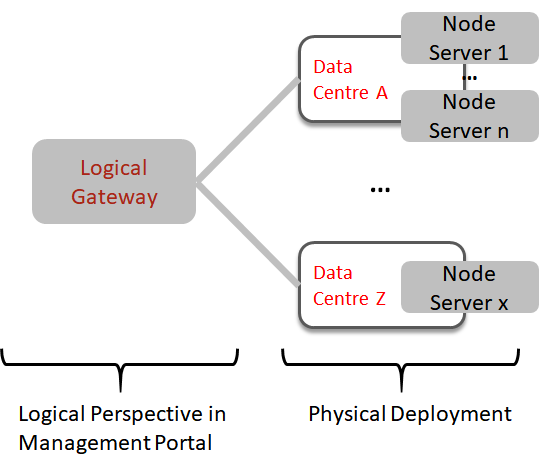 Node
Server 1
...
Data
Centre A
Node
Server n
Logical
Gateway
...
Data
Centre Z
Node
Server x
Logical Perspective in
Management Portal
Physical Deployment